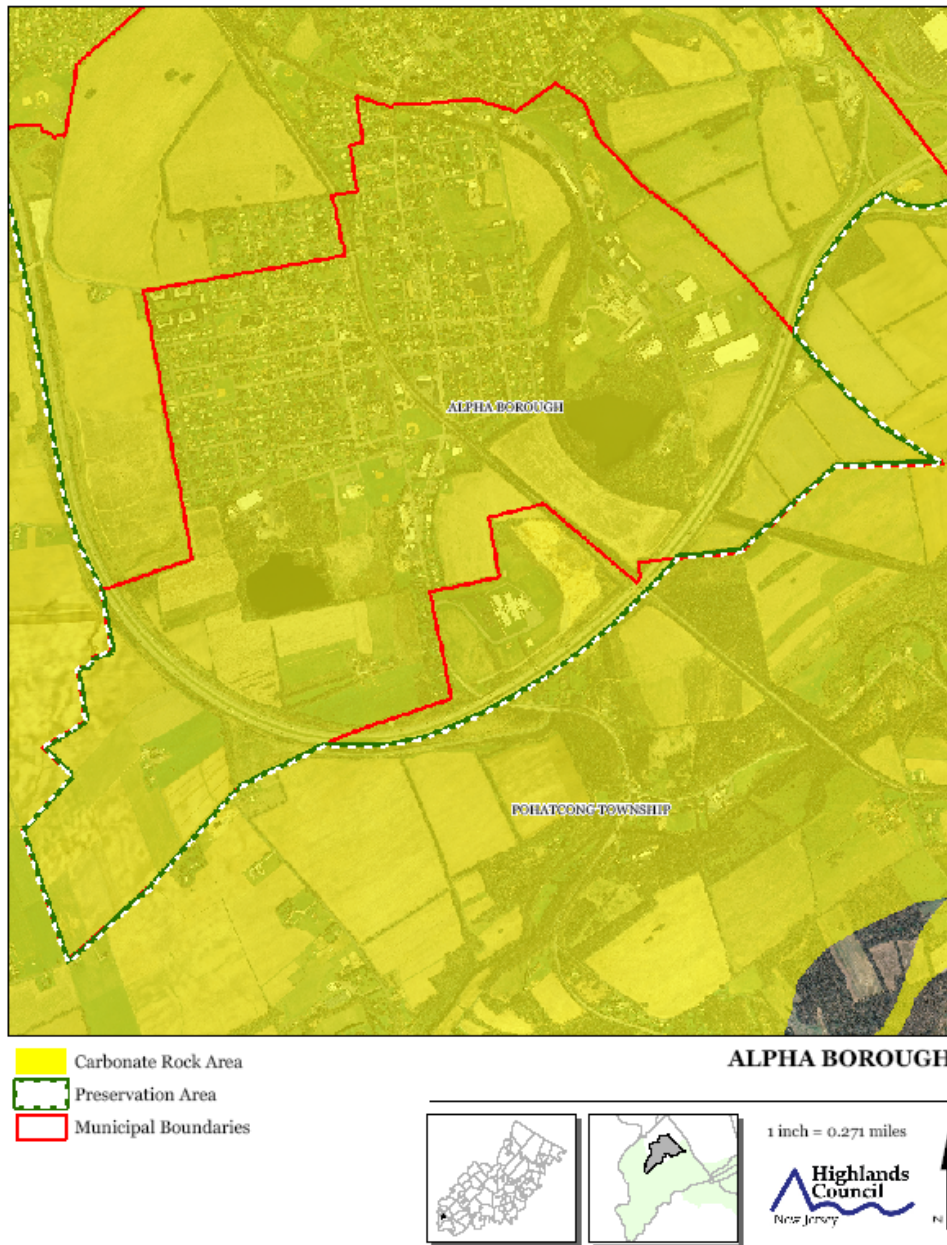 ALPHA BOROUGH
POHATCONG TOWNSHIP
Carbonate Rock Area
Preservation Area
Municipal Boundaries
ALPHA BOROUGH
1 inch = 0.271 miles
Highlands
Council
New Jersey
N